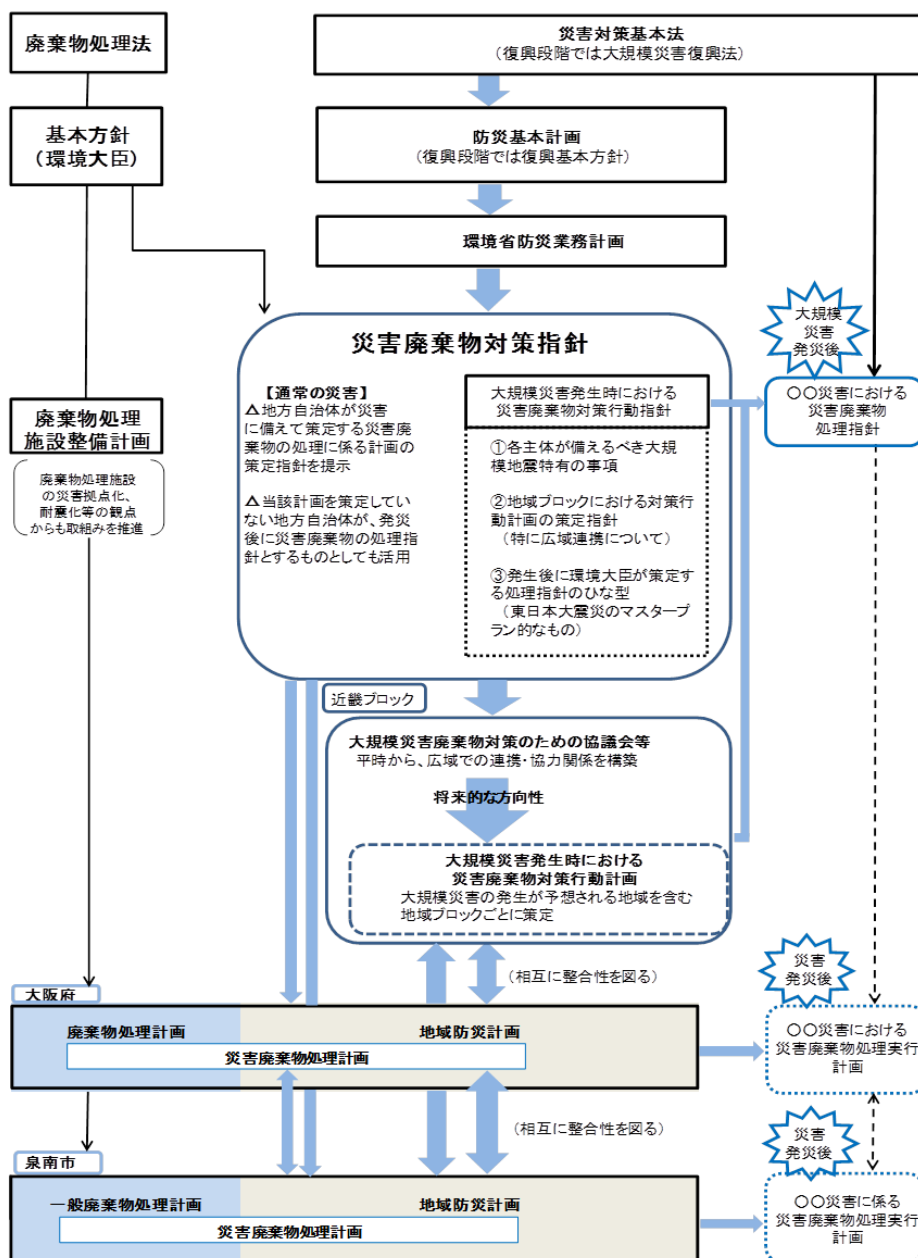 廃棄物処理法
災害対策基本法
(復興段階では大規模災害復興法)
基本方針
(環境大臣)
防災基本計画
(復興段階では復興基本方針)
環境省防災業務計画
大規模
災害
発災後
災害廃棄物対策指針
【通常の災害】
△地方自治体が災害
に備えて策定する災害廃
棄物の処理に係る計画の
策定指針を提示
△当該計画を策定してい
ない地方自治体が、発災
後に災害廃棄物の処理指
針とするものとしても活用
大規模災害発生時における
災害廃棄物対策行動指針
①各主体が備えるべき大規
模地震特有の事項
②地域ブロックにおける対策行
動計画の策定指針
(特に広域連携について)
③発生後に環境大臣が策定す
る処理指針のひな型
(東日本大震災のマスタープ
ラン的なもの)
〇〇災害における
災害廃棄物
処理指針
廃棄物処理
施設整備計画
廃棄物処理施設
の災害拠点化、
耐震化等の観点
からも取組みを推進
近畿ブロック
大規模災害廃棄物対策のための協議会等
平時から、広域での連携・協力関係を構築
将来的な方向性
大規模災害発生時における
災害廃棄物対策行動計画
大規模災害の発生が予想される地域を含む
地域ブロックごとに策定
(相互に整合性を図る)
災害
発災後
大阪府
廃棄物処理計画
地域防災計画
災害廃棄物処理計画
〇〇災害における
災害廃棄物処理実行
計画
(相互に整合性を図る)
災害
発災後
泉南市
一般廃棄物処理計画
地域防災計画
災害廃棄物処理計画
〇〇災害に係る
災害廃棄物処理実行
計画